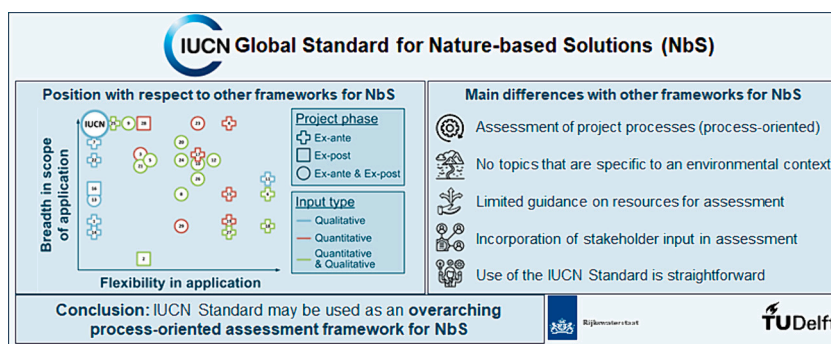 IUCN Global Standard for Nature-based Solutions (NbS)
Position with respect to other frameworks for NbS
IUCN
Breadth in scope
of application
Flexibility in application
Project phase
Ex-ante
Ex-post
Ex-ante & Ex-post
Input type
Qualitative
Quantitative
Quantitative
& Qualitative
Main differences with other frameworks for NbS
Assessment of project processes (process-oriented)
No topics that are specific to an environmental context
Limited guidance on resources for assessment
Incorporation of stakeholder input in assessment
Use of the IUCN Standard is straightforward
Conclusion: IUCN Standard may be used as an overarching
process-oriented assessment framework for NbS
Rijkswaterstaat
TUDelft